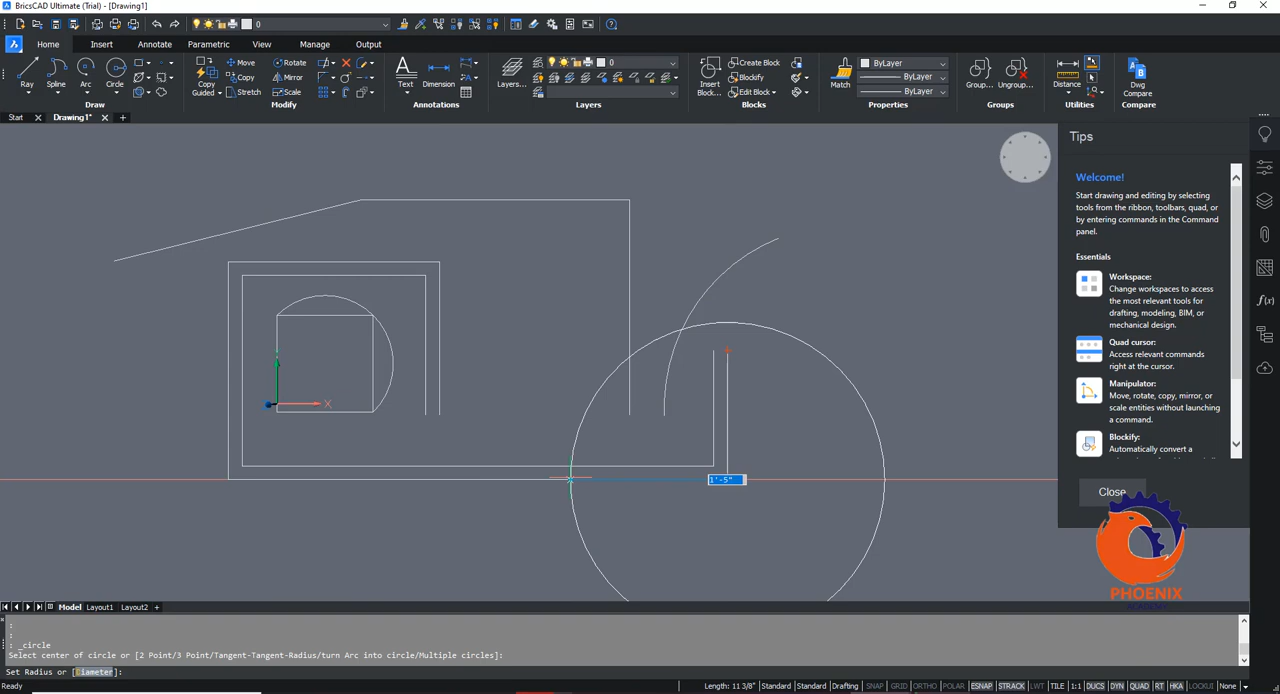 BricsCAD Ultimate (Trial) - [Drawing1]
0
Home Insert Annotate Parametric View Manage Output
Ray Spline Arc Circle
Draw
Copy Guided
Move Rotate
Copy Mirror
Stretch Scale
Modify
Text Dimension
Annotations
Layers...
0
Layers
Insert Block...
Create Block
Blockify
Edit Block
Blocks
Match
ByLayer
ByLayer
ByLayer
Properties
Group... Ungroup...
Groups
Distance
Utilities
Dwg Compare
Compare
Start Drawing1*
Tips
Welcome!
Start drawing and editing by selecting
tools from the ribbon, toolbars, quad, or
by entering commands in the Command
panel.
Essentials
Workspace:
Change workspaces to access
the most relevant tools for
drafting, modeling, BIM, or
mechanical design.
Quad cursor:
Access relevant commands
right at the cursor.
Manipulator:
Move, rotate, copy, mirror, or
scale entities without launching
a command.
Blockify:
Automatically convert a
Close
X
1'-5"
PHOENIX
ACADEMY
Model Layout1 Layout2 +
:
:
: _circle
Select center of circle or [2 Point/3 Point/Tangent-Tangent-Radius/turn Arc into circle/Multiple circles]:
Set Radius or [Diameter]:
Ready
Length: 11 3/8" Standard Standard Drafting SNAP GRID ORTHO POLAR ESNAP STRACK LWT TILE 1:1 DUCS DYN QUAD RT HKA LOCKUI None